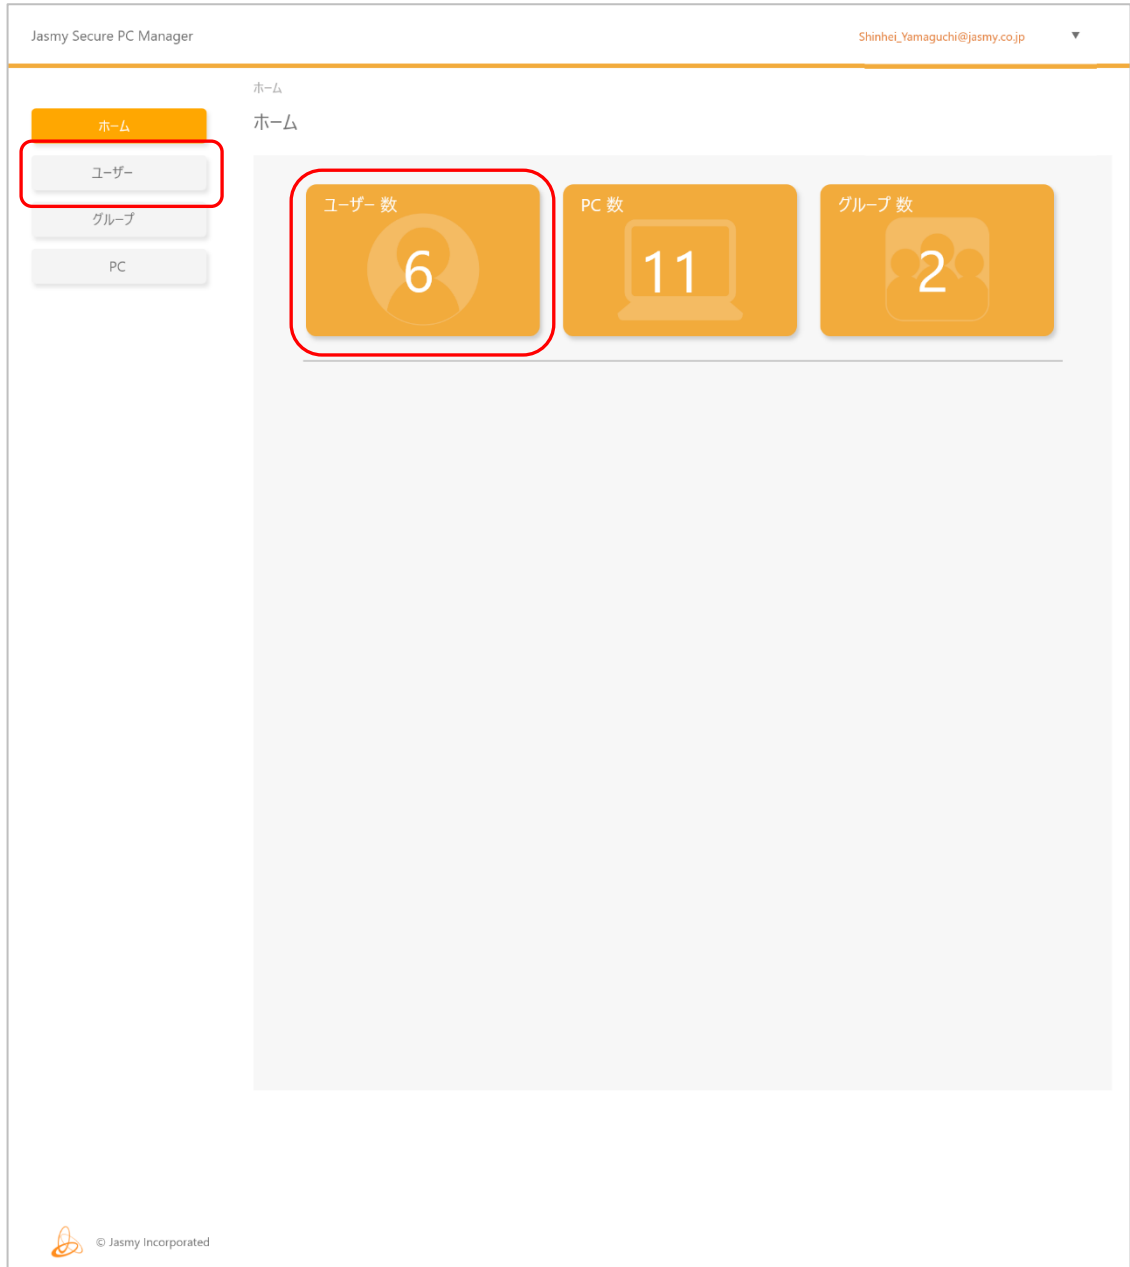 Jasmy Secure PC Manager
Shinhei_Yamaguchi@jasmy.co.jp ▼
ホーム
ホーム
ホーム
ユーザー
グループ
PC
ユーザー 数
6
PC 数
11
グループ 数
2
© Jasmy Incorporated